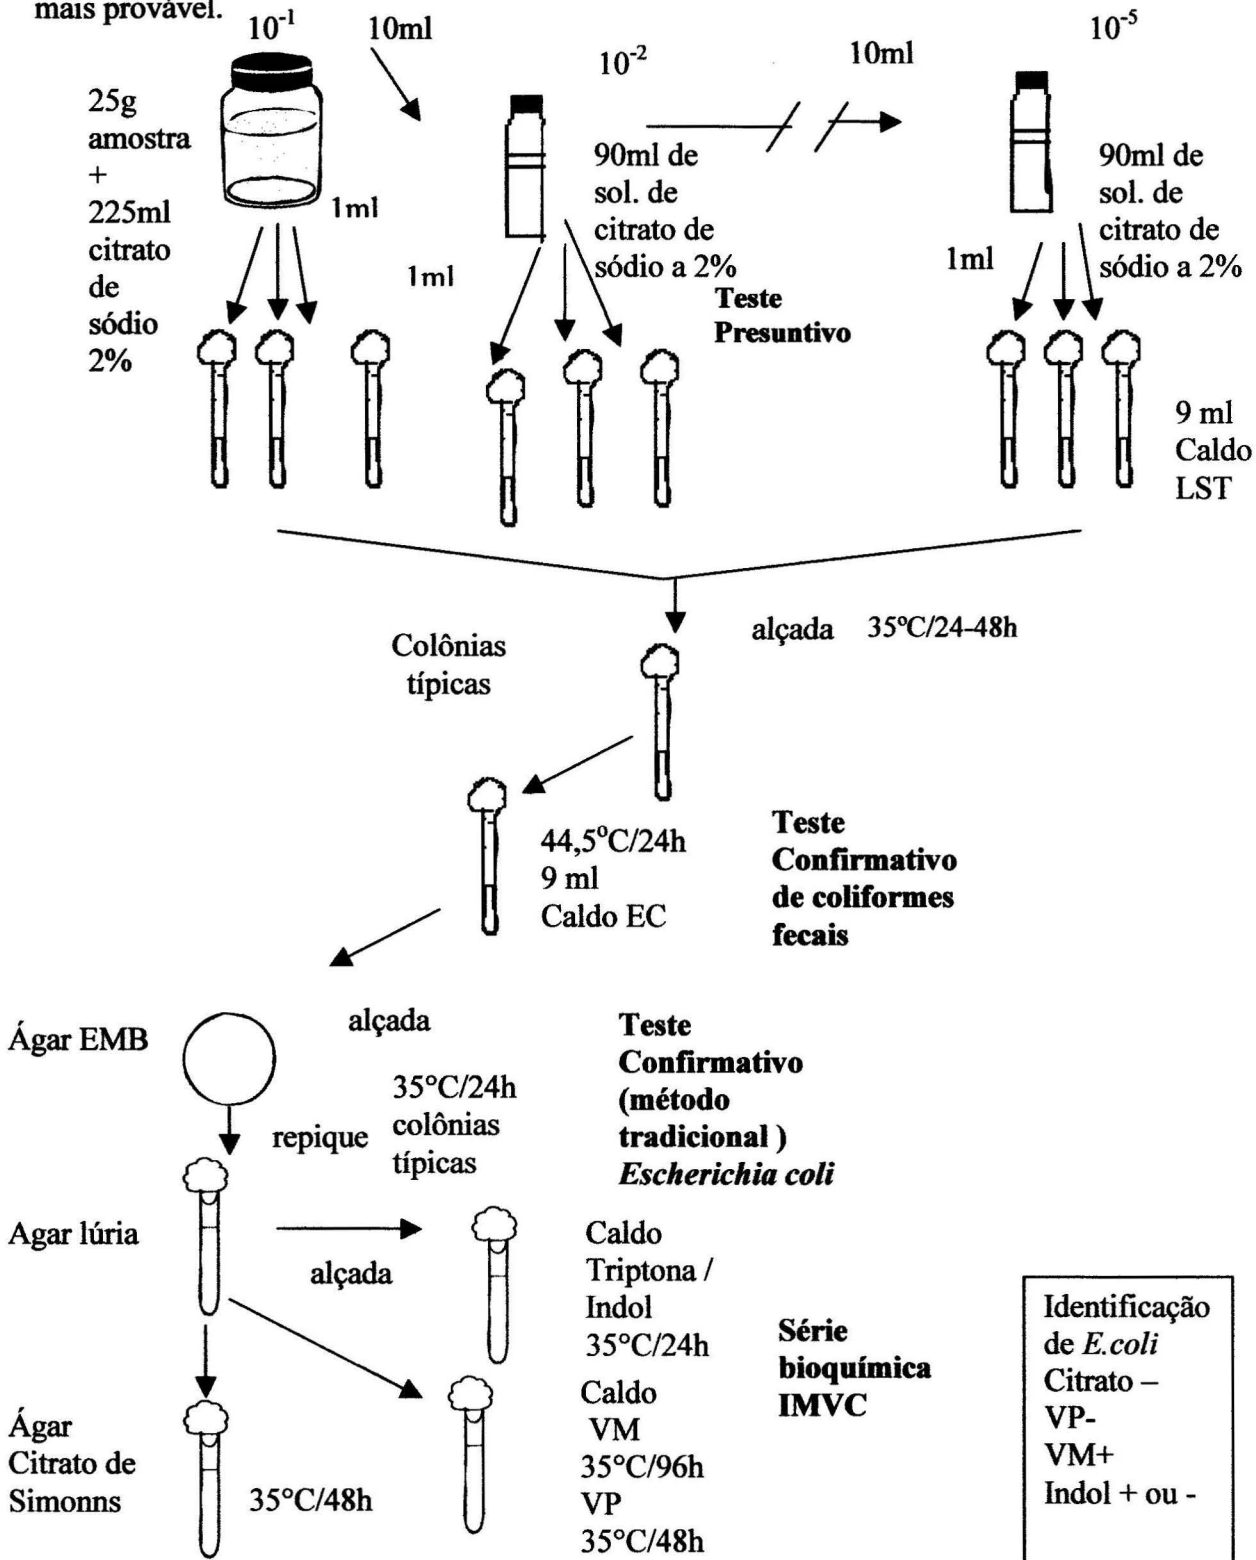 mais provável.
10⁻¹
10ml
10⁻²
10ml
10⁻⁵
25g
amostra
+
225ml
citrato
de
sódio
2%
1ml
1ml
90ml de
sol. de
citrato de
sódio a 2%
Teste
Presuntivo
1ml
90ml de
sol. de
citrato de
sódio a 2%
9 ml
Caldo
LST
Colônias
típicas
alçada 35ºC/24-48h
44,5⁰C/24h
9 ml
Caldo EC
Teste
Confirmativo
de coliformes
fecais
Ágar EMB
alçada
35°C/24h
colônias
típicas
repique
Teste
Confirmativo
(método
tradicional )
Escherichia coli
Agar lúria
alçada
Caldo
Triptona /
Indol
35°C/24h
Série
bioquímica
IMVC
Caldo
VM
35°C/96h
VP
35°C/48h
Ágar
Citrato de
Simonns
35°C/48h
Identificação
de E.coli
Citrato –
VP-
VM+
Indol + ou -